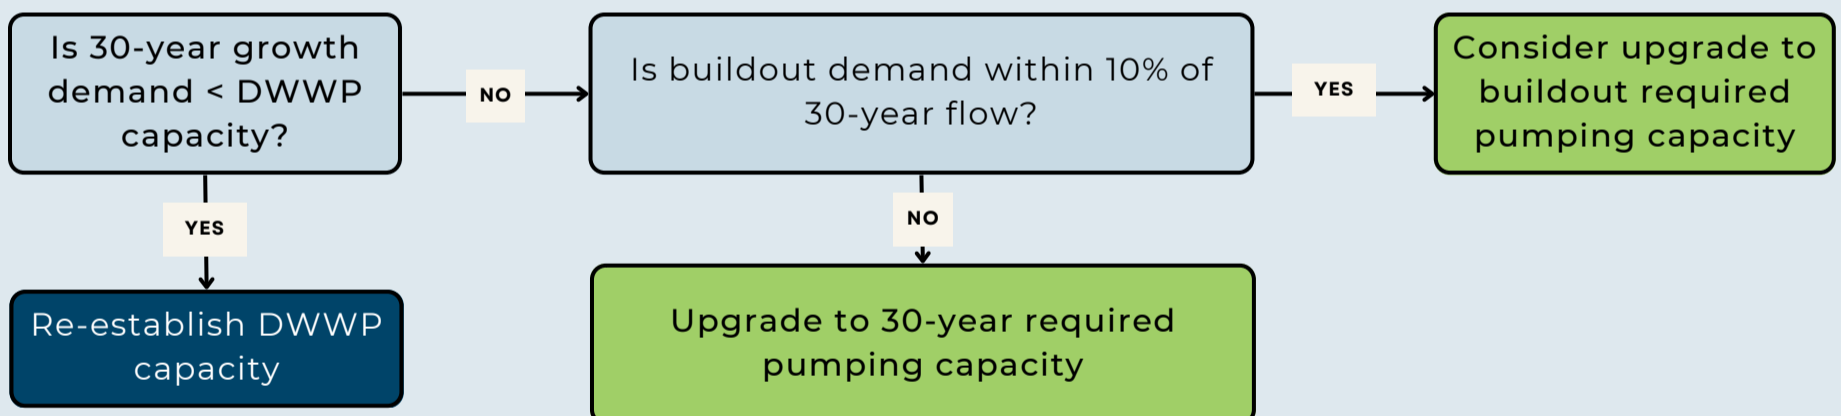 Is 30-year growth
demand < DWWP
capacity?
NO
Is buildout demand within 10% of
30-year flow?
YES
Consider upgrade to
buildout required
pumping capacity
YES
NO
Re-establish DWWP
capacity
Upgrade to 30-year required
pumping capacity